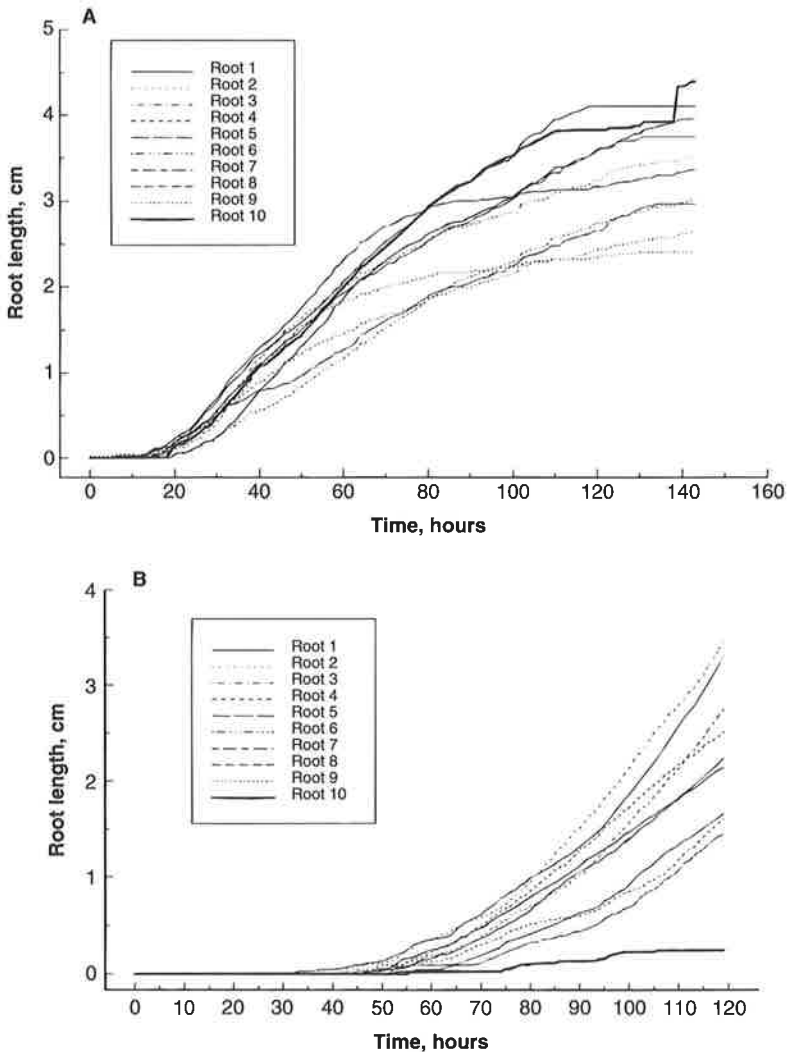 A
5
4
3
2
1
0
Root length, cm
Root 1
Root 2
Root 3
Root 4
Root 5
Root 6
Root 7
Root 8
Root 9
Root 10
0 20 40 60 80 100 120 140 160
Time, hours
B
4
3
2
1
0
Root length, cm
Root 1
Root 2
Root 3
Root 4
Root 5
Root 6
Root 7
Root 8
Root 9
Root 10
0 10 20 30 40 50 60 70 80 90 100 110 120
Time, hours